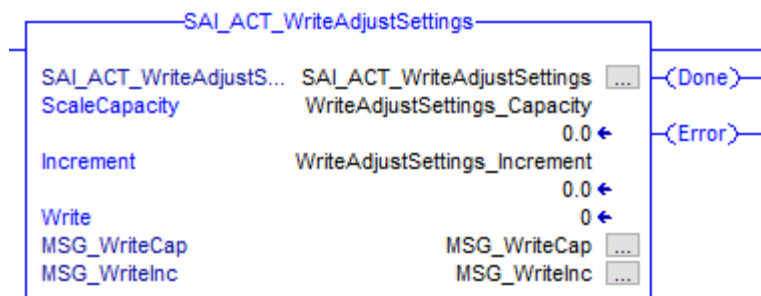 SAI_ACT_WriteAdjustSettings
SAI_ACT_WriteAdjustS... SAI_ACT_WriteAdjustSettings ... (Done)
ScaleCapacity WriteAdjustSettings_Capacity
0.0 (Error)
Increment WriteAdjustSettings_Increment
0.0
Write 0
MSG_WriteCap MSG_WriteCap ...
MSG_WriteInc MSG_WriteInc ...